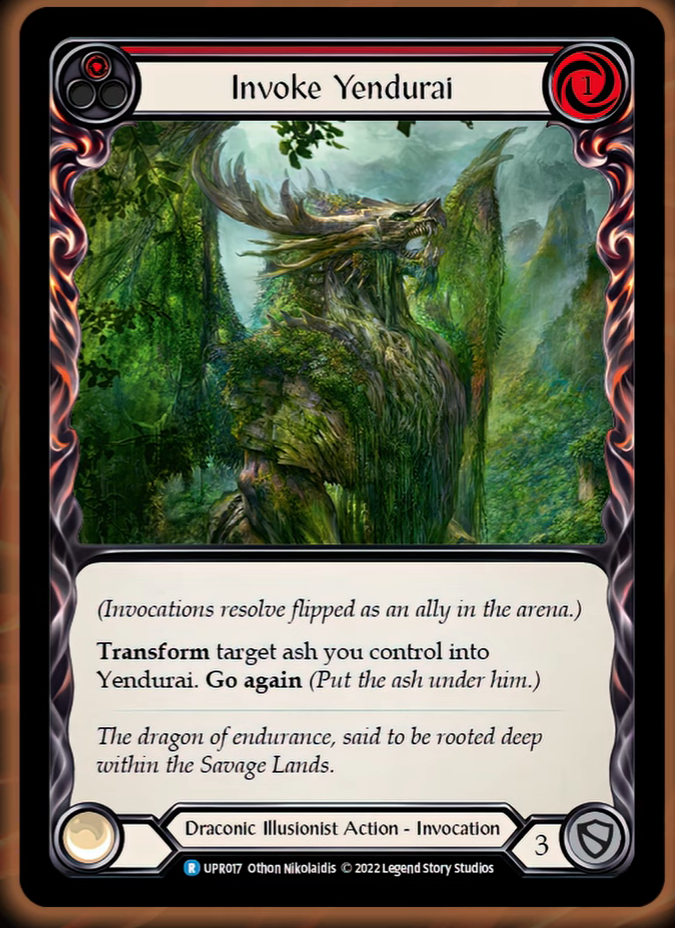 Invoke Yendurai
1
(Invocations resolve flipped as an ally in the arena.)
Transform target ash you control into
Yendurai. Go again (Put the ash under him.)
The dragon of endurance, said to be rooted deep
within the Savage Lands.
Draconic Illusionist Action - Invocation
3
R UPR017 Othon Nikolaidis © 2022 Legend Story Studios